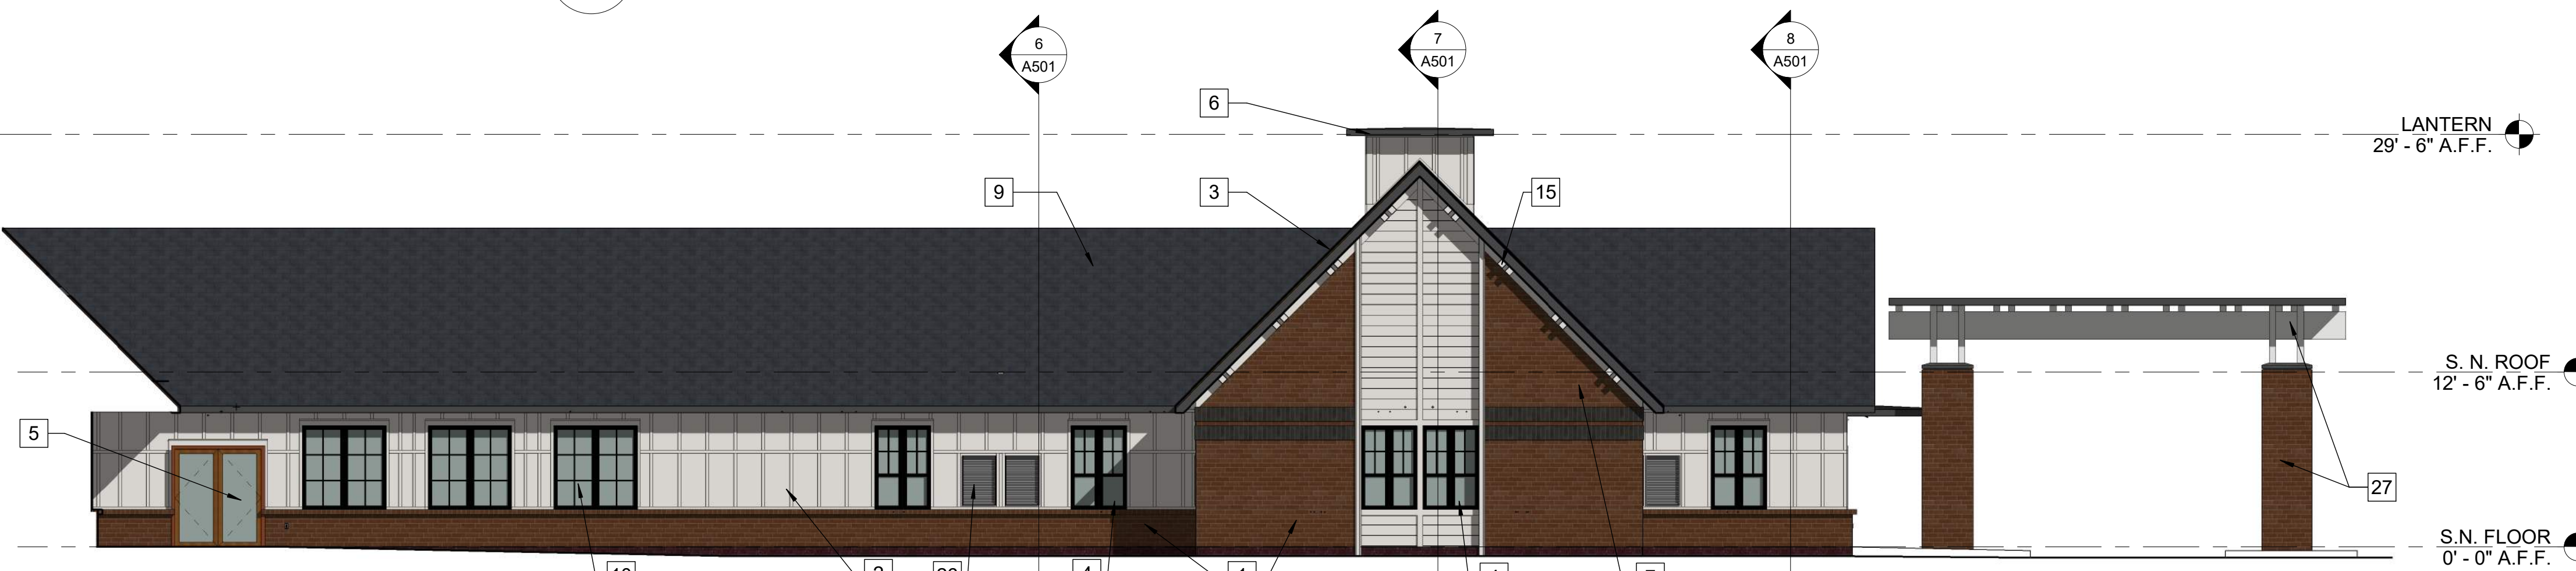 6
A501
7
A501
8
A501
6
LANTERN
29' - 6" A.F.F.
9
3
15
S. N. ROOF
12' - 6" A.F.F.
5
27
S.N. FLOOR
0' - 0" A.F.F.